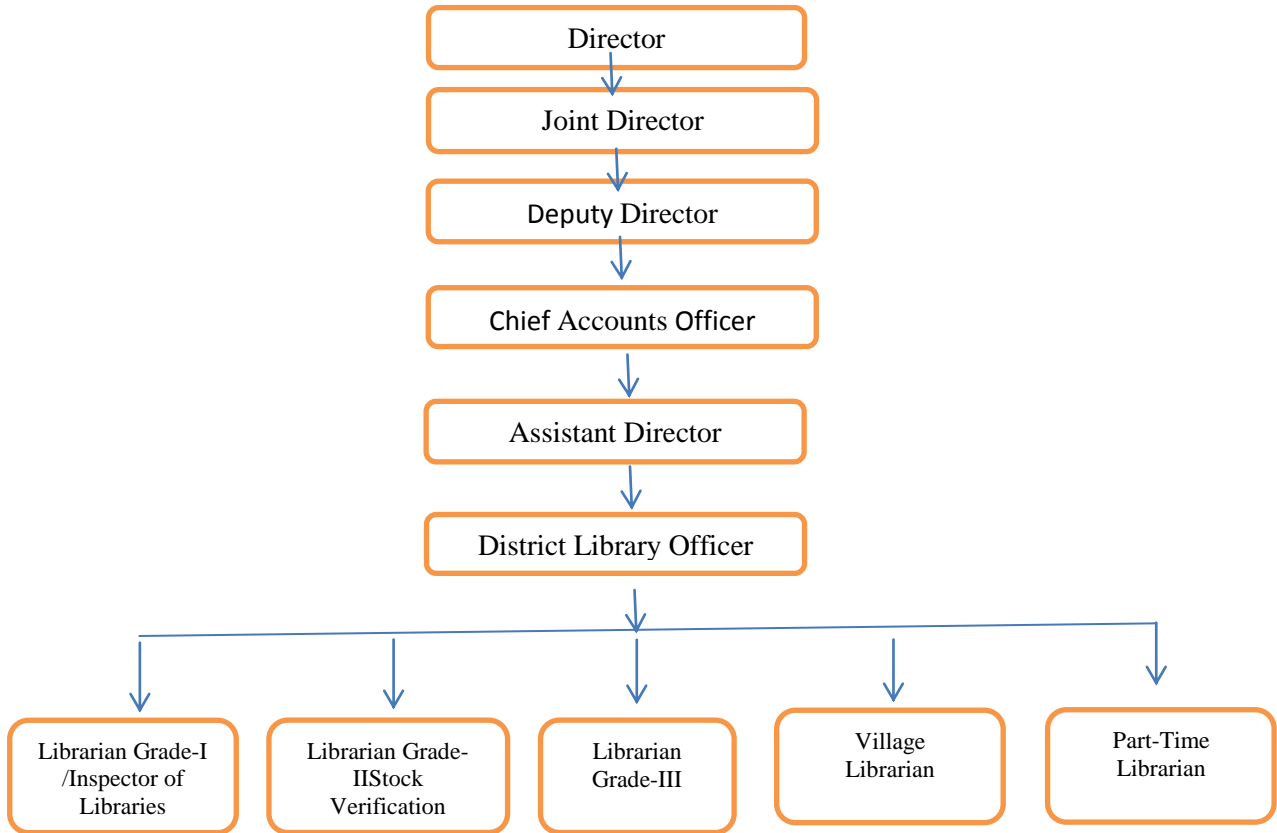 Director
Joint Director
Deputy Director
Chief Accounts Officer
Assistant Director
District Library Officer
Librarian Grade-I
/Inspector of
Libraries
Librarian Grade-
IIStock
Verification
Librarian
Grade-III
Village
Librarian
Part-Time
Librarian